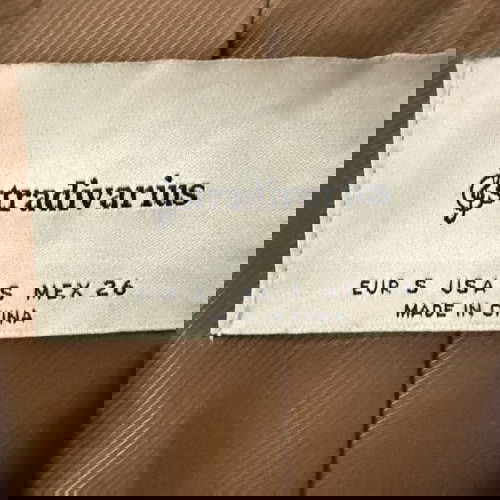 Stradivarius
EUR S USA S MEX 26
MADE IN CHINA